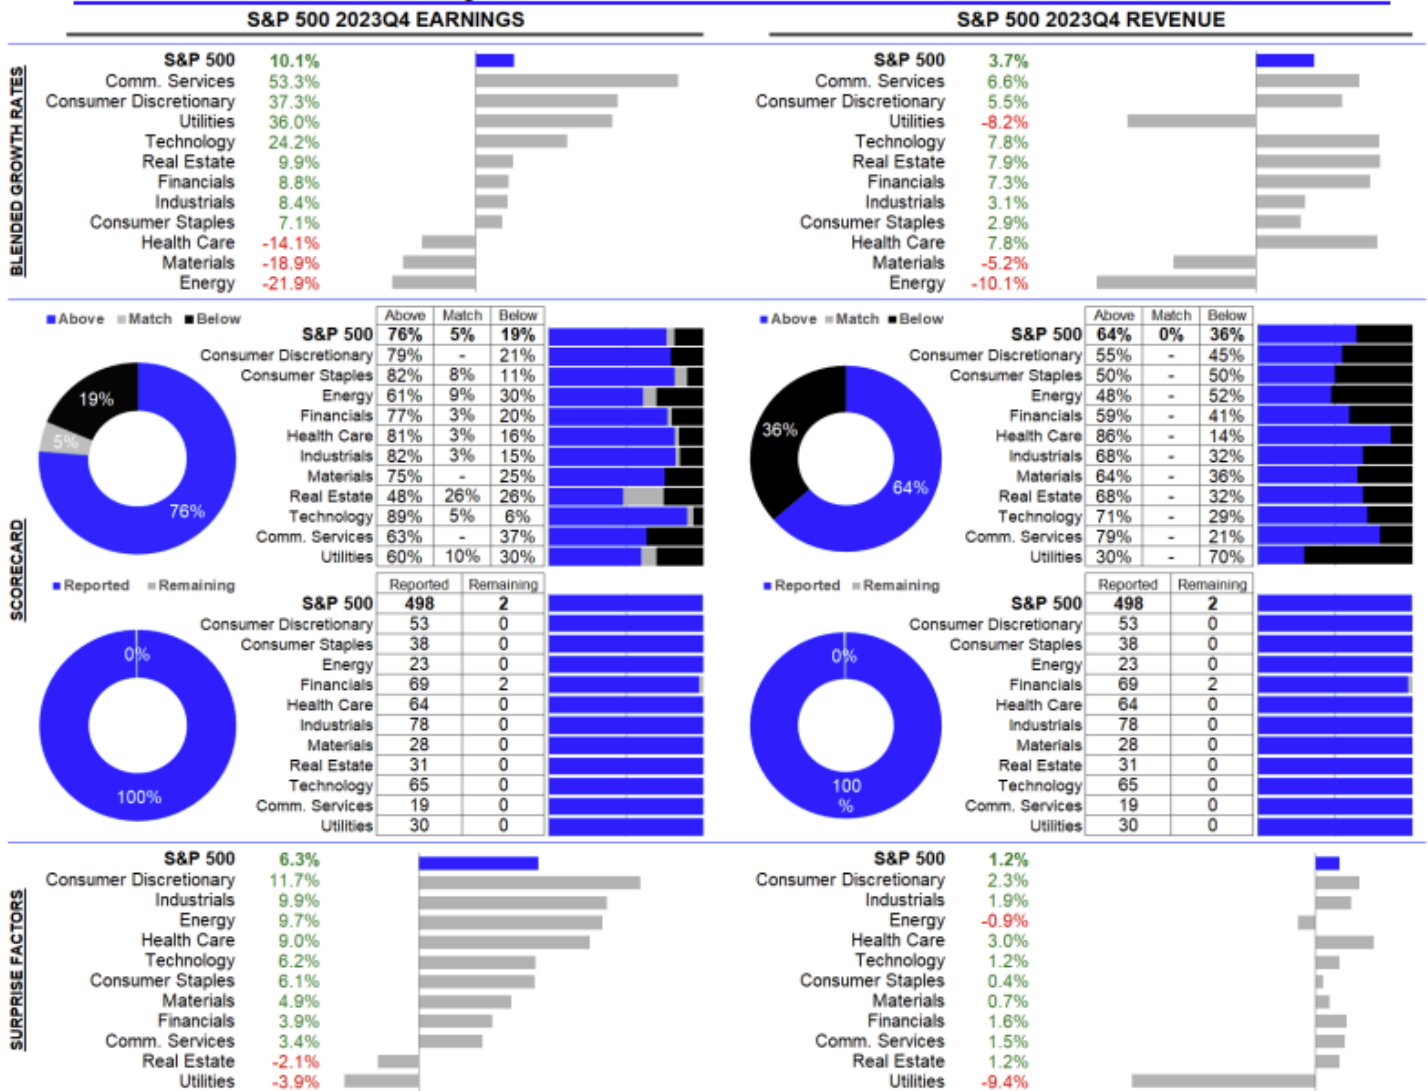 S&P 500 2023Q4 EARNINGS
S&P 500 2023Q4 REVENUE
BLENDED GROWTH RATES
S&P 500 10.1%
Comm. Services 53.3%
Consumer Discretionary 37.3%
Utilities 36.0%
Technology 24.2%
Real Estate 9.9%
Financials 8.8%
Industrials 8.4%
Consumer Staples 7.1%
Health Care -14.1%
Materials -18.9%
Energy -21.9%
S&P 500 3.7%
Comm. Services 6.6%
Consumer Discretionary 5.5%
Utilities -8.2%
Technology 7.8%
Real Estate 7.9%
Financials 7.3%
Industrials 3.1%
Consumer Staples 2.9%
Health Care 7.8%
Materials -5.2%
Energy -10.1%
SCORECARD
Above Match Below
19%
5%
76%
Above Match Below
S&P 500 76% 5% 19%
Consumer Discretionary 79% - 21%
Consumer Staples 82% 8% 11%
Energy 61% 9% 30%
Financials 77% 3% 20%
Health Care 81% 3% 16%
Industrials 82% 3% 15%
Materials 75% - 25%
Real Estate 48% 26% 26%
Technology 89% 5% 6%
Comm. Services 63% - 37%
Utilities 60% 10% 30%
Above Match Below
36%
64%
Above Match Below
S&P 500 64% 0% 36%
Consumer Discretionary 55% - 45%
Consumer Staples 50% - 50%
Energy 48% - 52%
Financials 59% - 41%
Health Care 86% - 14%
Industrials 68% - 32%
Materials 64% - 36%
Real Estate 68% - 32%
Technology 71% - 29%
Comm. Services 79% - 21%
Utilities 30% - 70%
Reported Remaining
0%
100%
Reported Remaining
S&P 500 498 2
Consumer Discretionary 53 0
Consumer Staples 38 0
Energy 23 0
Financials 69 2
Health Care 64 0
Industrials 78 0
Materials 28 0
Real Estate 31 0
Technology 65 0
Comm. Services 19 0
Utilities 30 0
Reported Remaining
0%
100
%
Reported Remaining
S&P 500 498 2
Consumer Discretionary 53 0
Consumer Staples 38 0
Energy 23 0
Financials 69 2
Health Care 64 0
Industrials 78 0
Materials 28 0
Real Estate 31 0
Technology 65 0
Comm. Services 19 0
Utilities 30 0
SURPRISE FACTORS
S&P 500 6.3%
Consumer Discretionary 11.7%
Industrials 9.9%
Energy 9.7%
Health Care 9.0%
Technology 6.2%
Consumer Staples 6.1%
Materials 4.9%
Financials 3.9%
Comm. Services 3.4%
Real Estate -2.1%
Utilities -3.9%
S&P 500 1.2%
Consumer Discretionary 2.3%
Industrials 1.9%
Energy -0.9%
Health Care 3.0%
Technology 1.2%
Consumer Staples 0.4%
Materials 0.7%
Financials 1.6%
Comm. Services 1.5%
Real Estate 1.2%
Utilities -9.4%